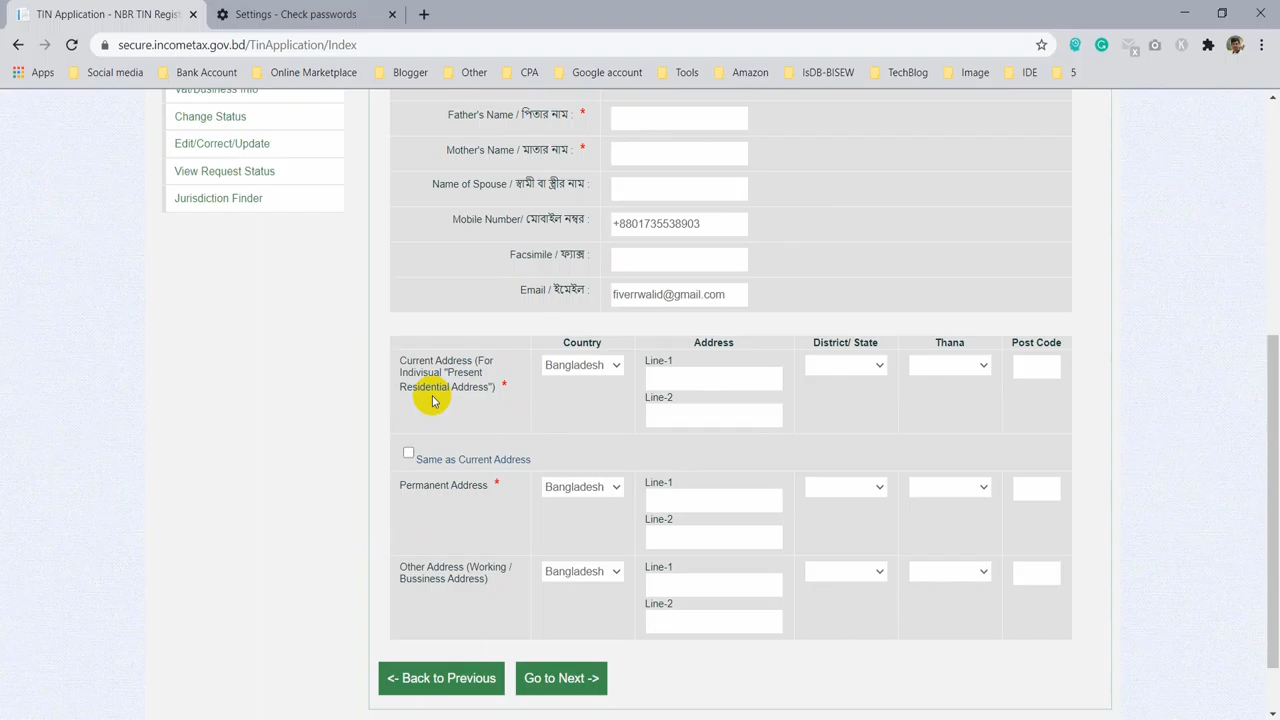 TIN Application - NBR TIN Regist
Settings - Check passwords
secure.incometax.gov.bd/TinApplication/Index
Apps
Social media
Bank Account
Online Marketplace
Blogger
Other
CPA
Google account
Tools
Amazon
IsDB-BISEW
TechBlog
Image
IDE
5
Vat/Business Info
Change Status
Edit/Correct/Update
View Request Status
Jurisdiction Finder
Father's Name / পিতার নাম : *
Mother's Name / মাতার নাম : *
Name of Spouse / স্বামী বা স্ত্রীর নাম :
Mobile Number/ মোবাইল নম্বর : +8801735538903
Facsimile / ফ্যাক্স :
Email / ইমেইল : fiverrwalid@gmail.com
Country Address District/ State Thana Post Code
Current Address (For
Indivisual "Present
Residential Address") *
Bangladesh
Line-1
Line-2
Same as Current Address
Permanent Address *
Bangladesh
Line-1
Line-2
Other Address (Working /
Bussiness Address)
Bangladesh
Line-1
Line-2
<- Back to Previous
Go to Next ->